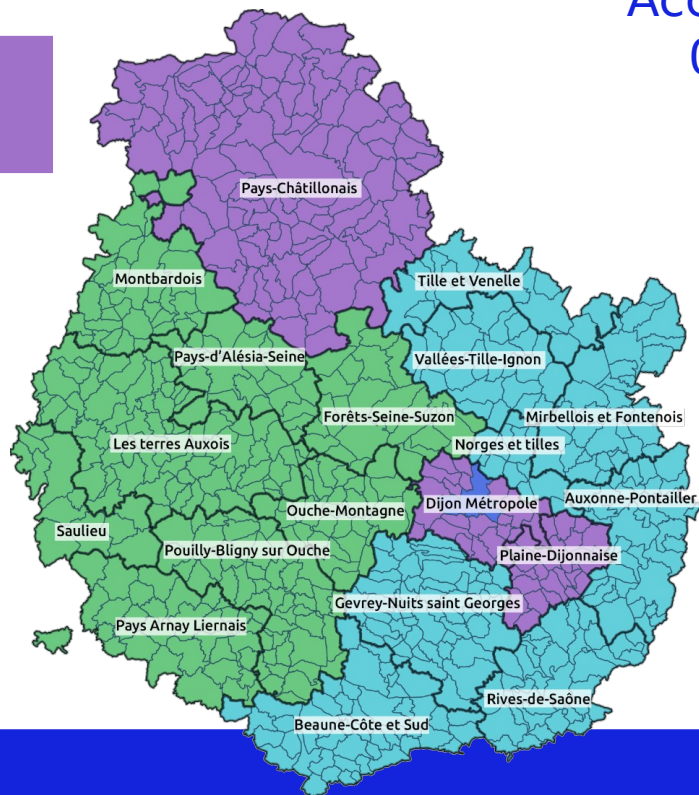 Pays-Châtillonais
Montbardois
Tille et Venelle
Pays-d'Alésia-Seine
Vallées-Tille-Ignon
Forêts-Seine-Suzon
Mirbellois et Fontenois
Les terres Auxois
Norges et tilles
Ouche-Montagne
Dijon Métropole
Auxonne-Pontailler
Saulieu
Pouilly-Bligny sur Ouche
Plaine-Dijonnaise
Gevrey-Nuits saint Georges
Pays Arnay Liernais
Rives-de-Saône
Beaune-Côte et Sud